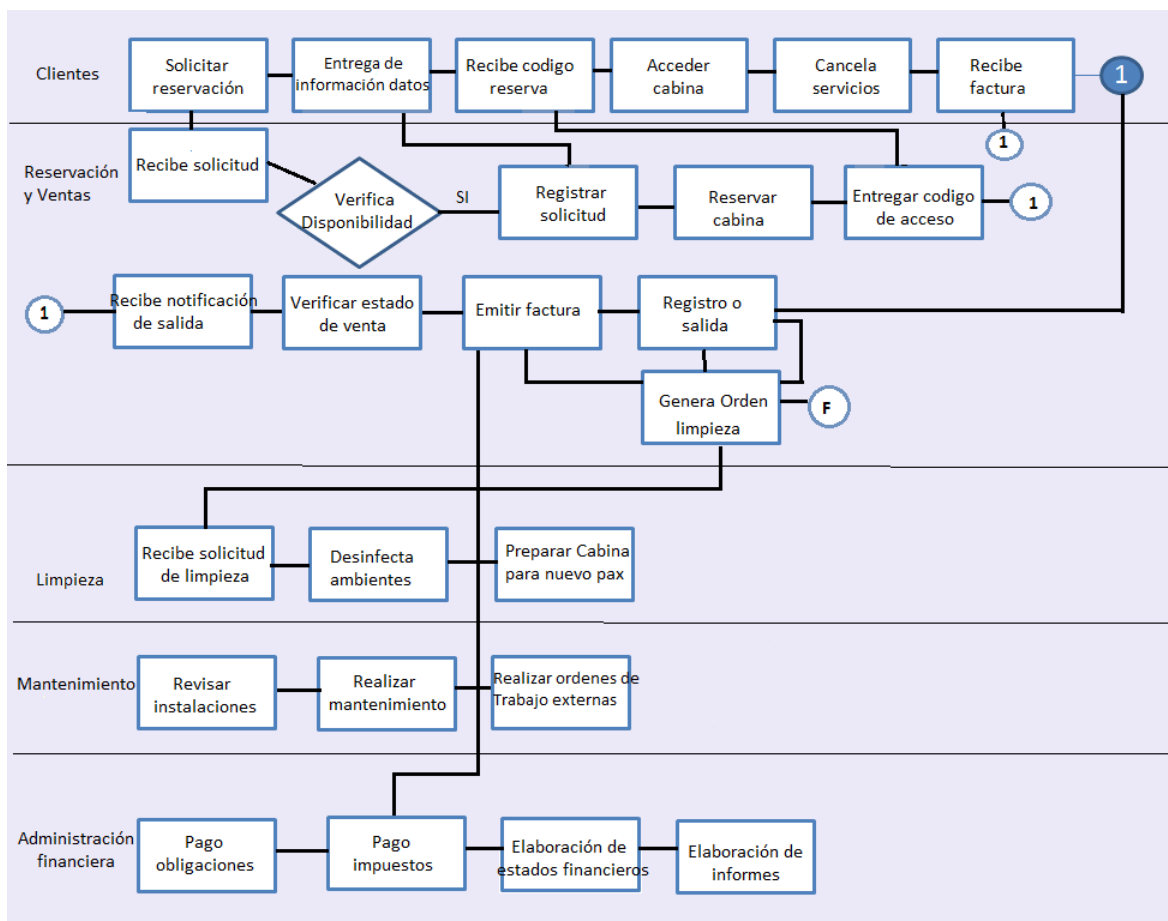 Clientes
Solicitar
reservación
Entrega de
información datos
Recibe codigo
reserva
Acceder
cabina
Cancela
servicios
Recibe
factura
1
1
Reservación
y Ventas
Recibe solicitud
Verifica
Disponibilidad
SI
Registrar
solicitud
Reservar
cabina
Entregar codigo
de acceso
1
1
Recibe notificación
de salida
Verificar estado
de venta
Emitir factura
Registro o
salida
Genera Orden
limpieza
F
Limpieza
Recibe solicitud
de limpieza
Desinfecta
ambientes
Preparar Cabina
para nuevo pax
Mantenimiento
Revisar
instalaciones
Realizar
mantenimiento
Realizar ordenes de
Trabajo externas
Administración
financiera
Pago
obligaciones
Pago
impuestos
Elaboración de
estados financieros
Elaboración de
informes